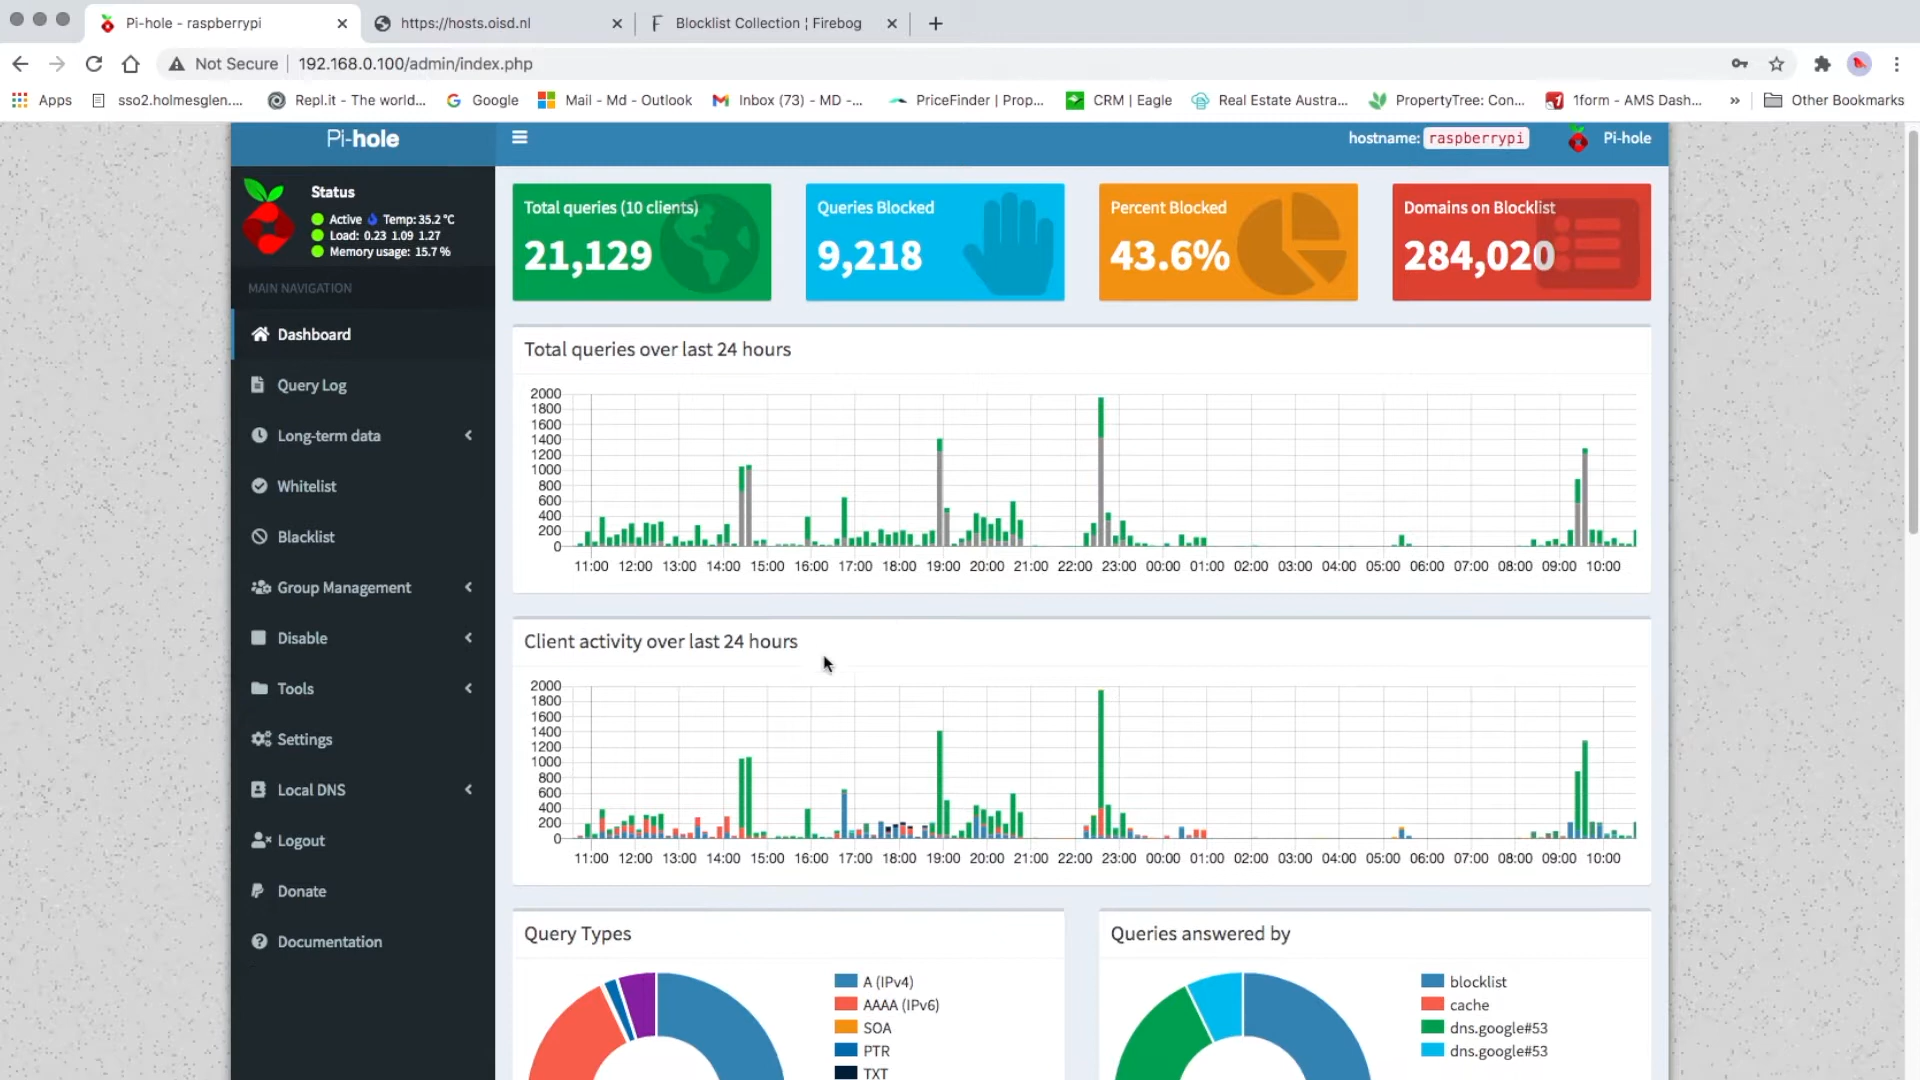 Pi-hole - raspberrypi
https://hosts.oisd.nl
Blocklist Collection ¦ Firebog
Not Secure
192.168.0.100/admin/index.php
Apps
sso2.holmesglen....
Repl.it - The world...
Google
Mail - Md - Outlook
Inbox (73) - MD -...
PriceFinder | Prop...
CRM | Eagle
Real Estate Austra...
PropertyTree: Con...
1form - AMS Dash...
»
Other Bookmarks
Pi-hole
hostname: raspberrypi
Pi-hole
Status
Active Temp: 35.2 °C
Load: 0.23 1.09 1.27
Memory usage: 15.7 %
MAIN NAVIGATION
Dashboard
Query Log
Long-term data
Whitelist
Blacklist
Group Management
Disable
Tools
Settings
Local DNS
Logout
Donate
Documentation
Total queries (10 clients)
21,129
Queries Blocked
9,218
Percent Blocked
43.6%
Domains on Blocklist
284,020
Total queries over last 24 hours
2000
1800
1600
1400
1200
1000
800
600
400
200
0
11:00 12:00 13:00 14:00 15:00 16:00 17:00 18:00 19:00 20:00 21:00 22:00 23:00 00:00 01:00 02:00 03:00 04:00 05:00 06:00 07:00 08:00 09:00 10:00
Client activity over last 24 hours
2000
1800
1600
1400
1200
1000
800
600
400
200
0
11:00 12:00 13:00 14:00 15:00 16:00 17:00 18:00 19:00 20:00 21:00 22:00 23:00 00:00 01:00 02:00 03:00 04:00 05:00 06:00 07:00 08:00 09:00 10:00
Query Types
A (IPv4)
AAAA (IPv6)
SOA
PTR
TXT
Queries answered by
blocklist
cache
dns.google#53
dns.google#53